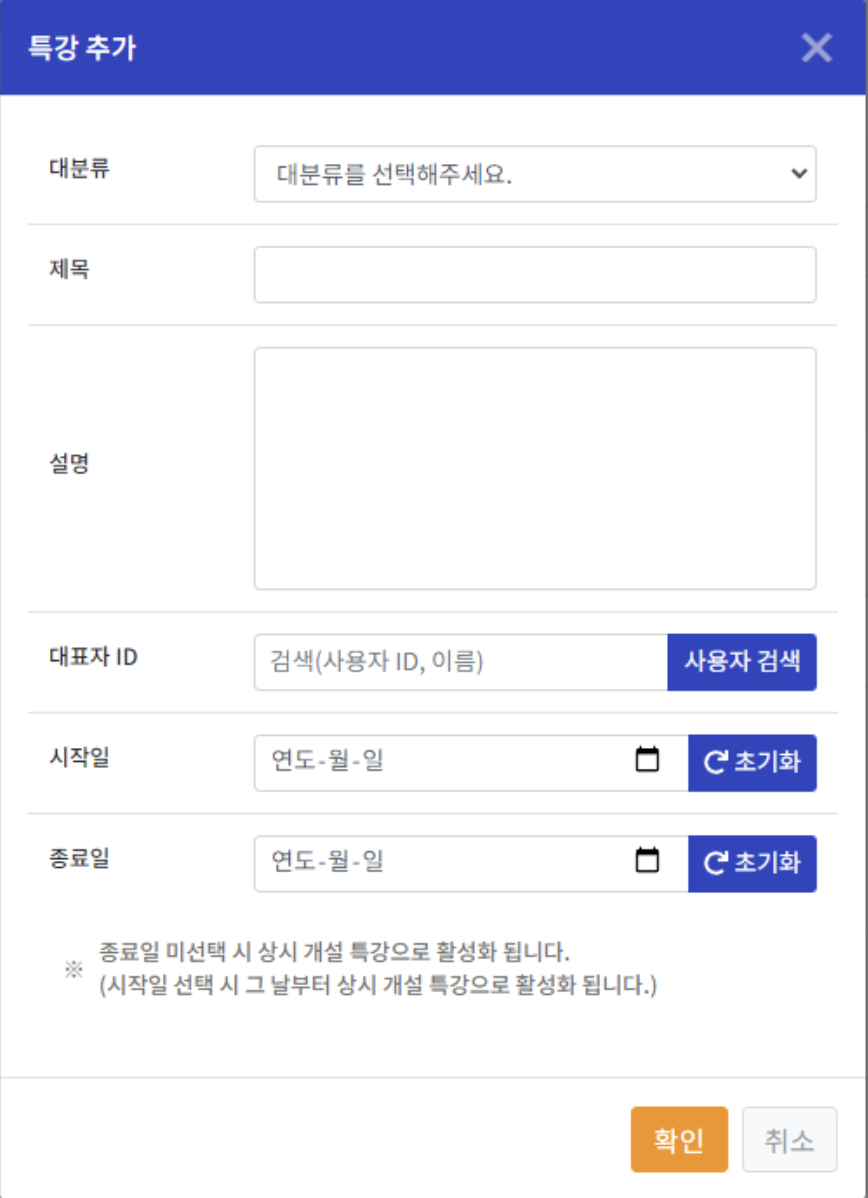 특강 추가
대분류
대분류를 선택해주세요.
제목
설명
대표자 ID
검색(사용자 ID, 이름)
사용자 검색
시작일
연도-월-일
초기화
종료일
연도-월-일
초기화
※ 종료일 미선택 시 상시 개설 특강으로 활성화 됩니다.
(시작일 선택 시 그 날부터 상시 개설 특강으로 활성화 됩니다.)
확인
취소